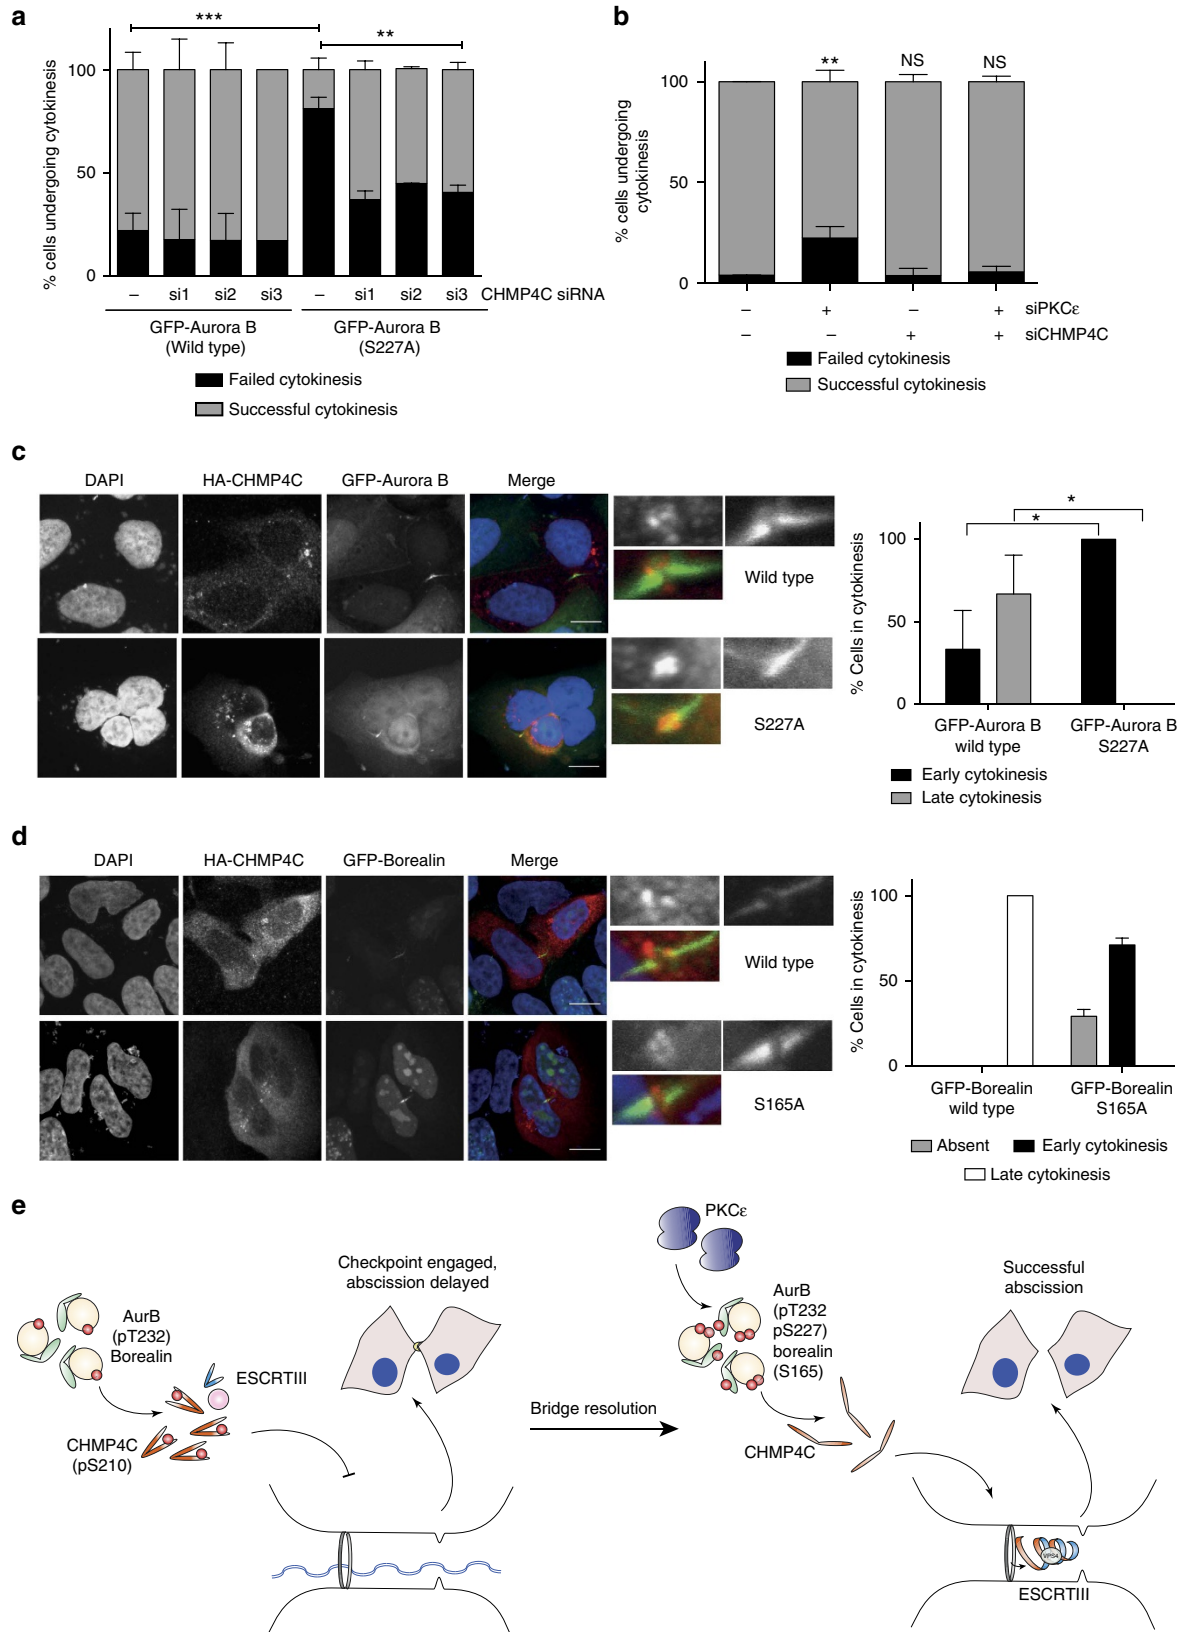 a
***
**
% cells undergoing cytokinesis
100
50
0
– si1 si2 si3 – si1 si2 si3 CHMP4C siRNA
GFP-Aurora B
(Wild type)
GFP-Aurora B
(S227A)
Failed cytokinesis
Successful cytokinesis
b
** NS NS
% cells undergoing
cytokinesis
100
50
0
– + – + siPKCε
– – + + siCHMP4C
Failed cytokinesis
Successful cytokinesis
c
DAPI HA-CHMP4C GFP-Aurora B Merge
Wild type
S227A
*
*
% Cells in cytokinesis
100
50
0
GFP-Aurora B
wild type
GFP-Aurora B
S227A
Early cytokinesis
Late cytokinesis
d
DAPI HA-CHMP4C GFP-Borealin Merge
Wild type
S165A
% Cells in cytokinesis
100
50
0
GFP-Borealin
wild type
GFP-Borealin
S165A
Absent Early cytokinesis
Late cytokinesis
e
AurB
(pT232)
Borealin
ESCRTIII
CHMP4C
(pS210)
Checkpoint engaged,
abscission delayed
Bridge resolution
PKCε
AurB
(pT232
pS227)
borealin
(S165)
CHMP4C
Successful
abscission
VPS4
ESCRTIII